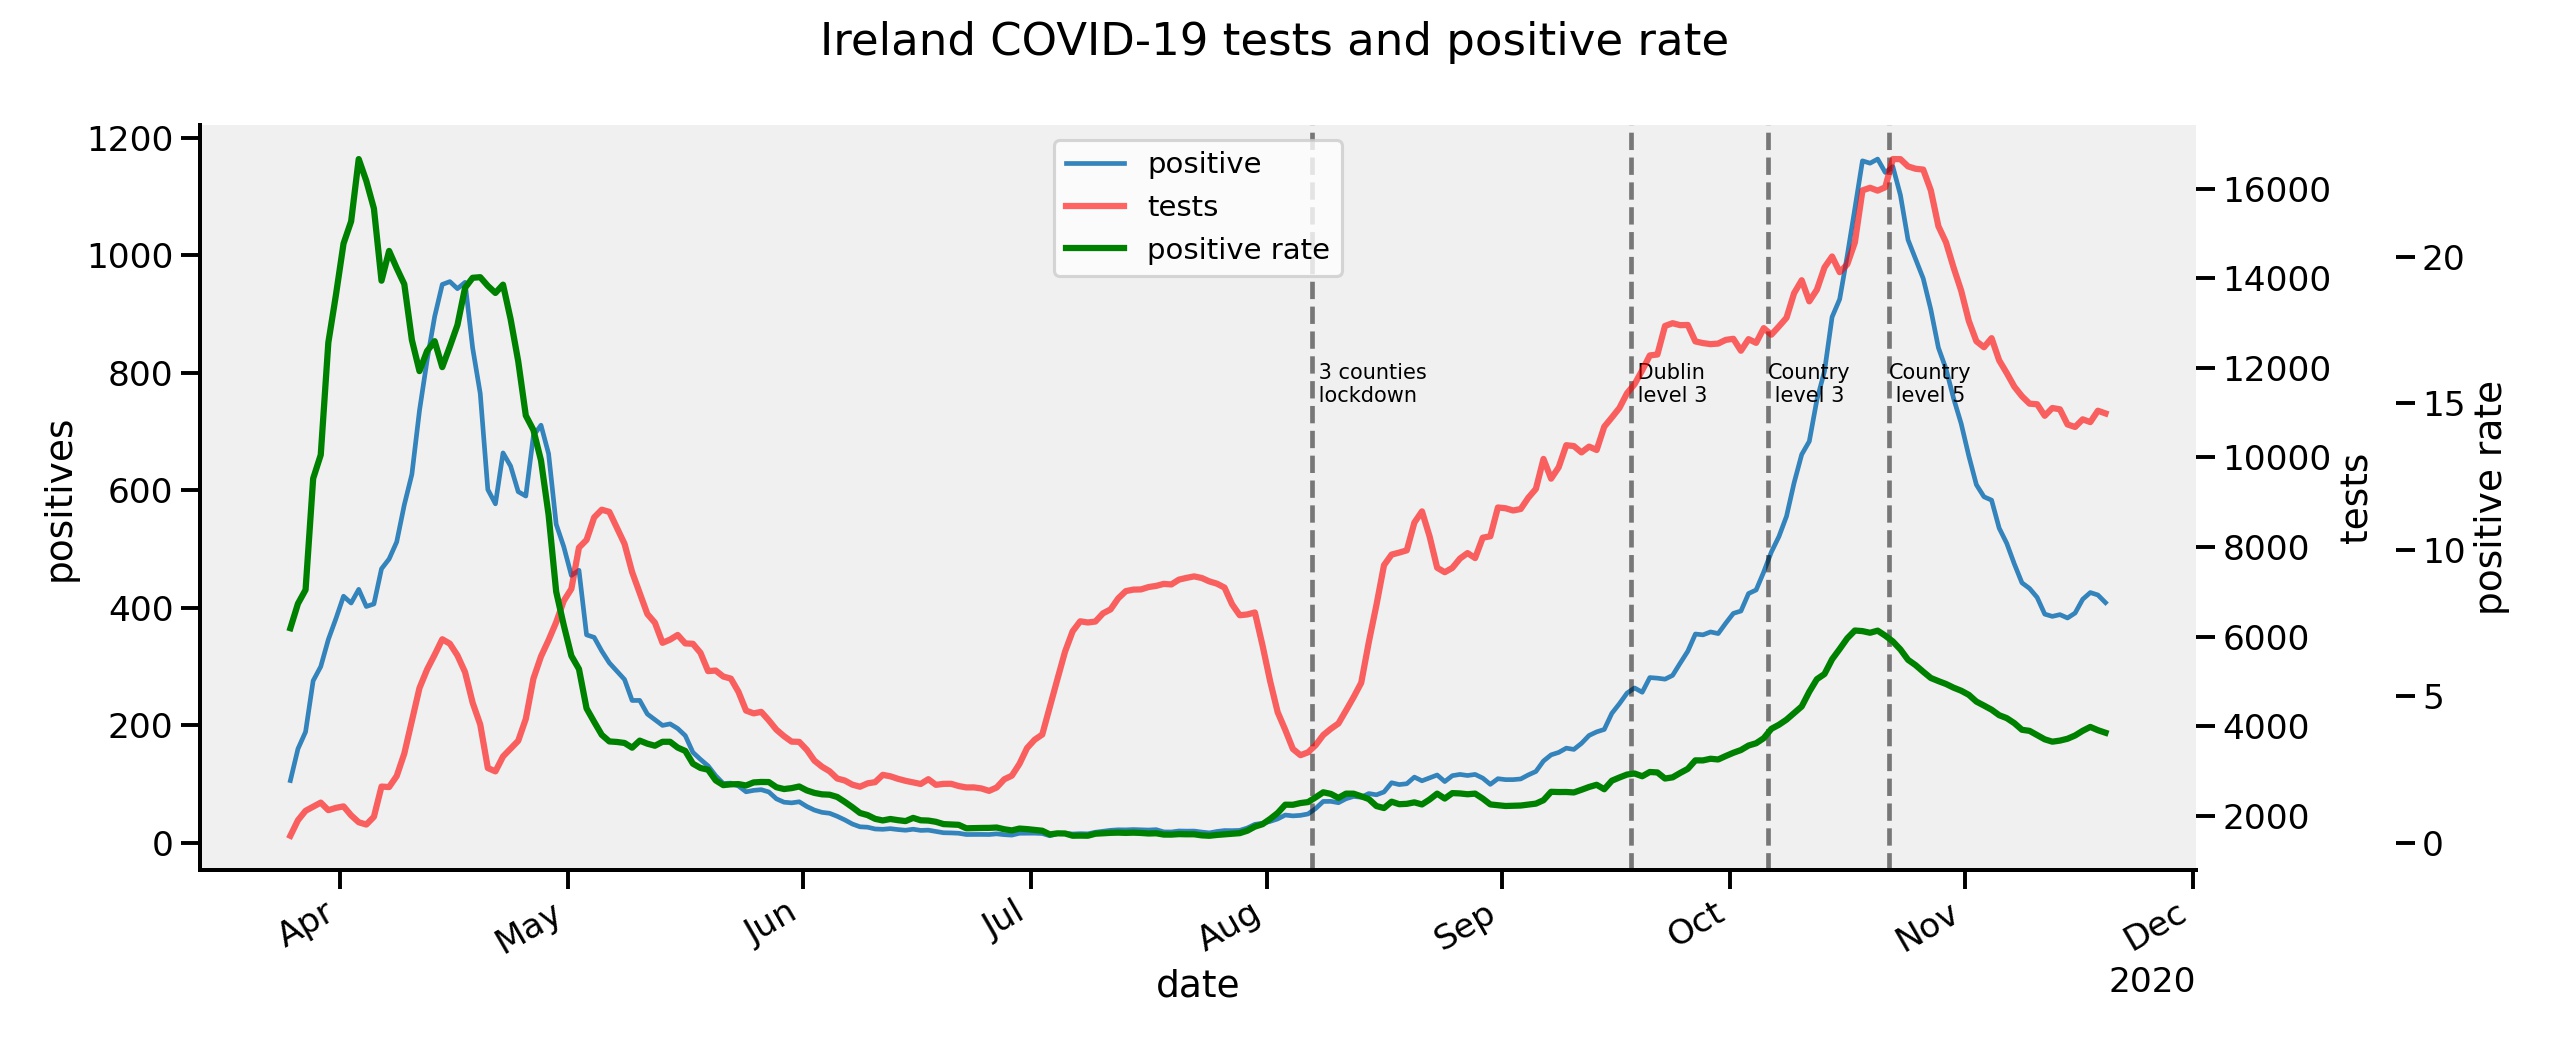 Ireland COVID-19 tests and positive rate
positive
tests
positive rate
1200
1000
800
600
400
200
0
positives
3 counties
lockdown
Dublin
level 3
Country
level 3
Country
level 5
16000
14000
12000
10000
8000
6000
4000
2000
tests
20
15
10
5
0
positive rate
Apr
May
Jun
Jul
Aug
Sep
Oct
Nov
Dec
date
2020